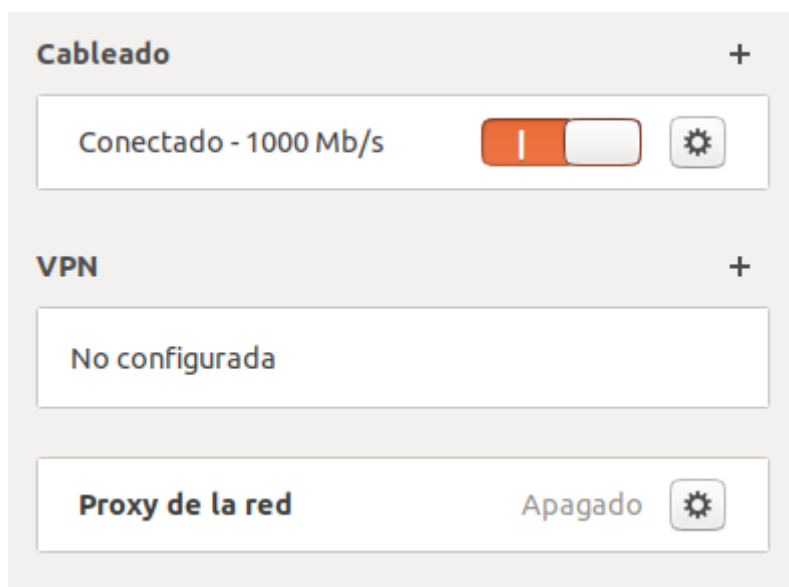 Cableado
Conectado - 1000 Mb/s
VPN
No configurada
Proxy de la red Apagado